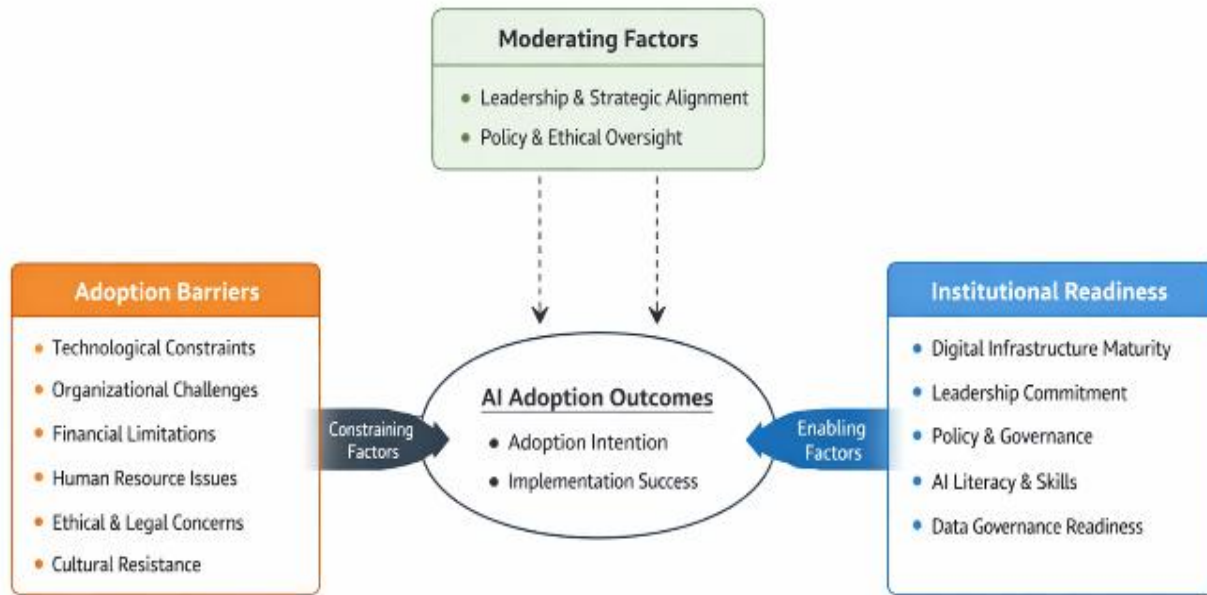 Moderating Factors
• Leadership & Strategic Alignment
• Policy & Ethical Oversight
Adoption Barriers
• Technological Constraints
• Organizational Challenges
• Financial Limitations
• Human Resource Issues
• Ethical & Legal Concerns
• Cultural Resistance
Constraining
Factors
AI Adoption Outcomes
• Adoption Intention
• Implementation Success
Enabling
Factors
Institutional Readiness
• Digital Infrastructure Maturity
• Leadership Commitment
• Policy & Governance
• AI Literacy & Skills
• Data Governance Readiness